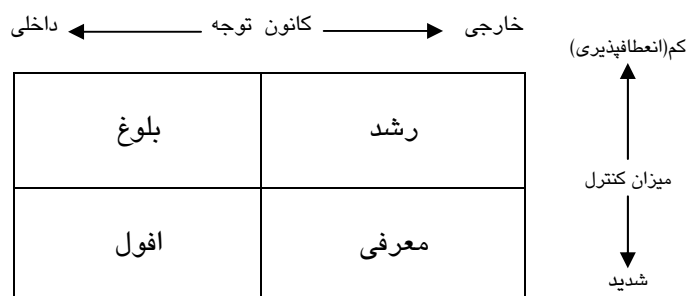 خارجی کانون توجه داخلی
کم(انعطافپذیری)
رشد بلوغ
میزان کنترل
معرفی افول
شدید